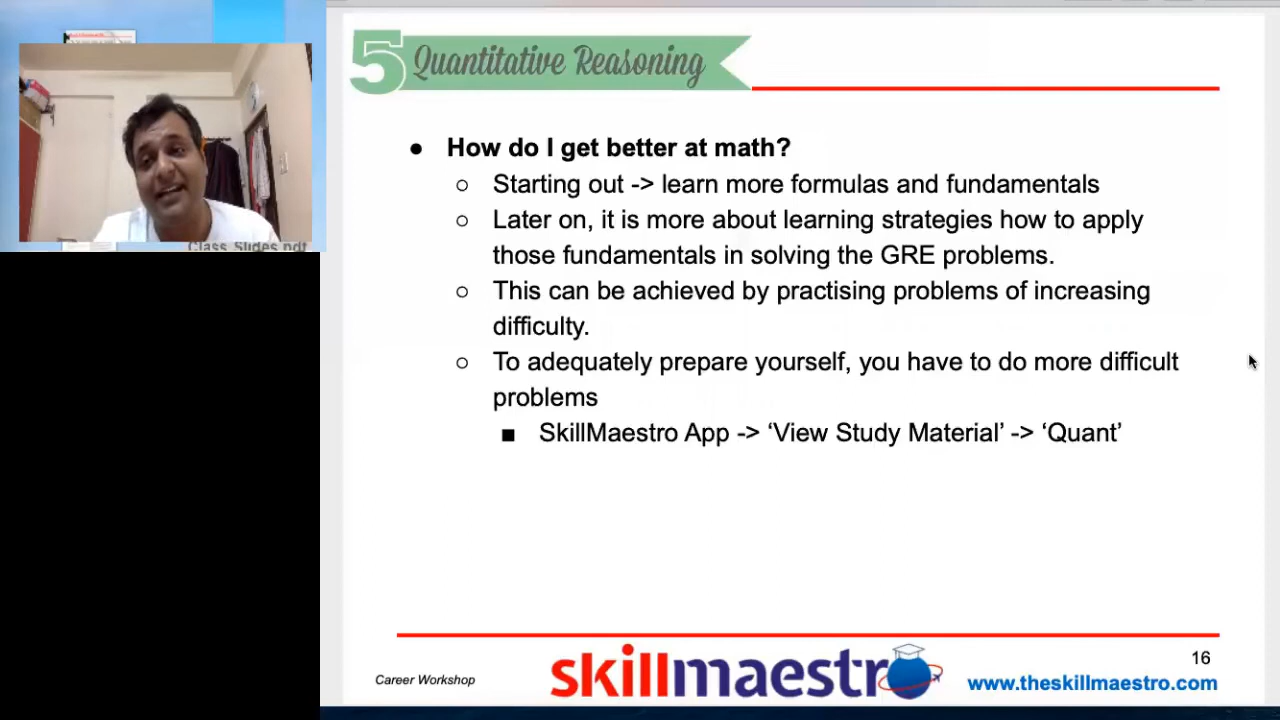 5 Quantitative Reasoning
● How do I get better at math?
○ Starting out -> learn more formulas and fundamentals
○ Later on, it is more about learning strategies how to apply
those fundamentals in solving the GRE problems.
○ This can be achieved by practising problems of increasing
difficulty.
○ To adequately prepare yourself, you have to do more difficult
problems
■ SkillMaestro App -> ‘View Study Material’ -> ‘Quant’
Class Slides.pdf
16
Career Workshop
skillmaestro
www.theskillmaestro.com